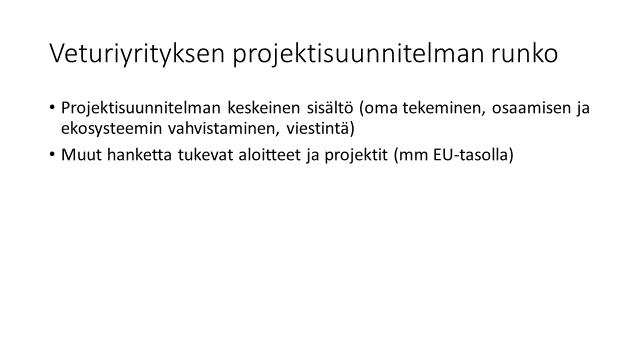 Veturiyrityksen projektisuunnitelman runko
• Projektisuunnitelman keskeinen sisältö (oma tekeminen, osaamisen ja
ekosysteemin vahvistaminen, viestintä)
• Muut hanketta tukevat aloitteet ja projektit (mm EU-tasolla)